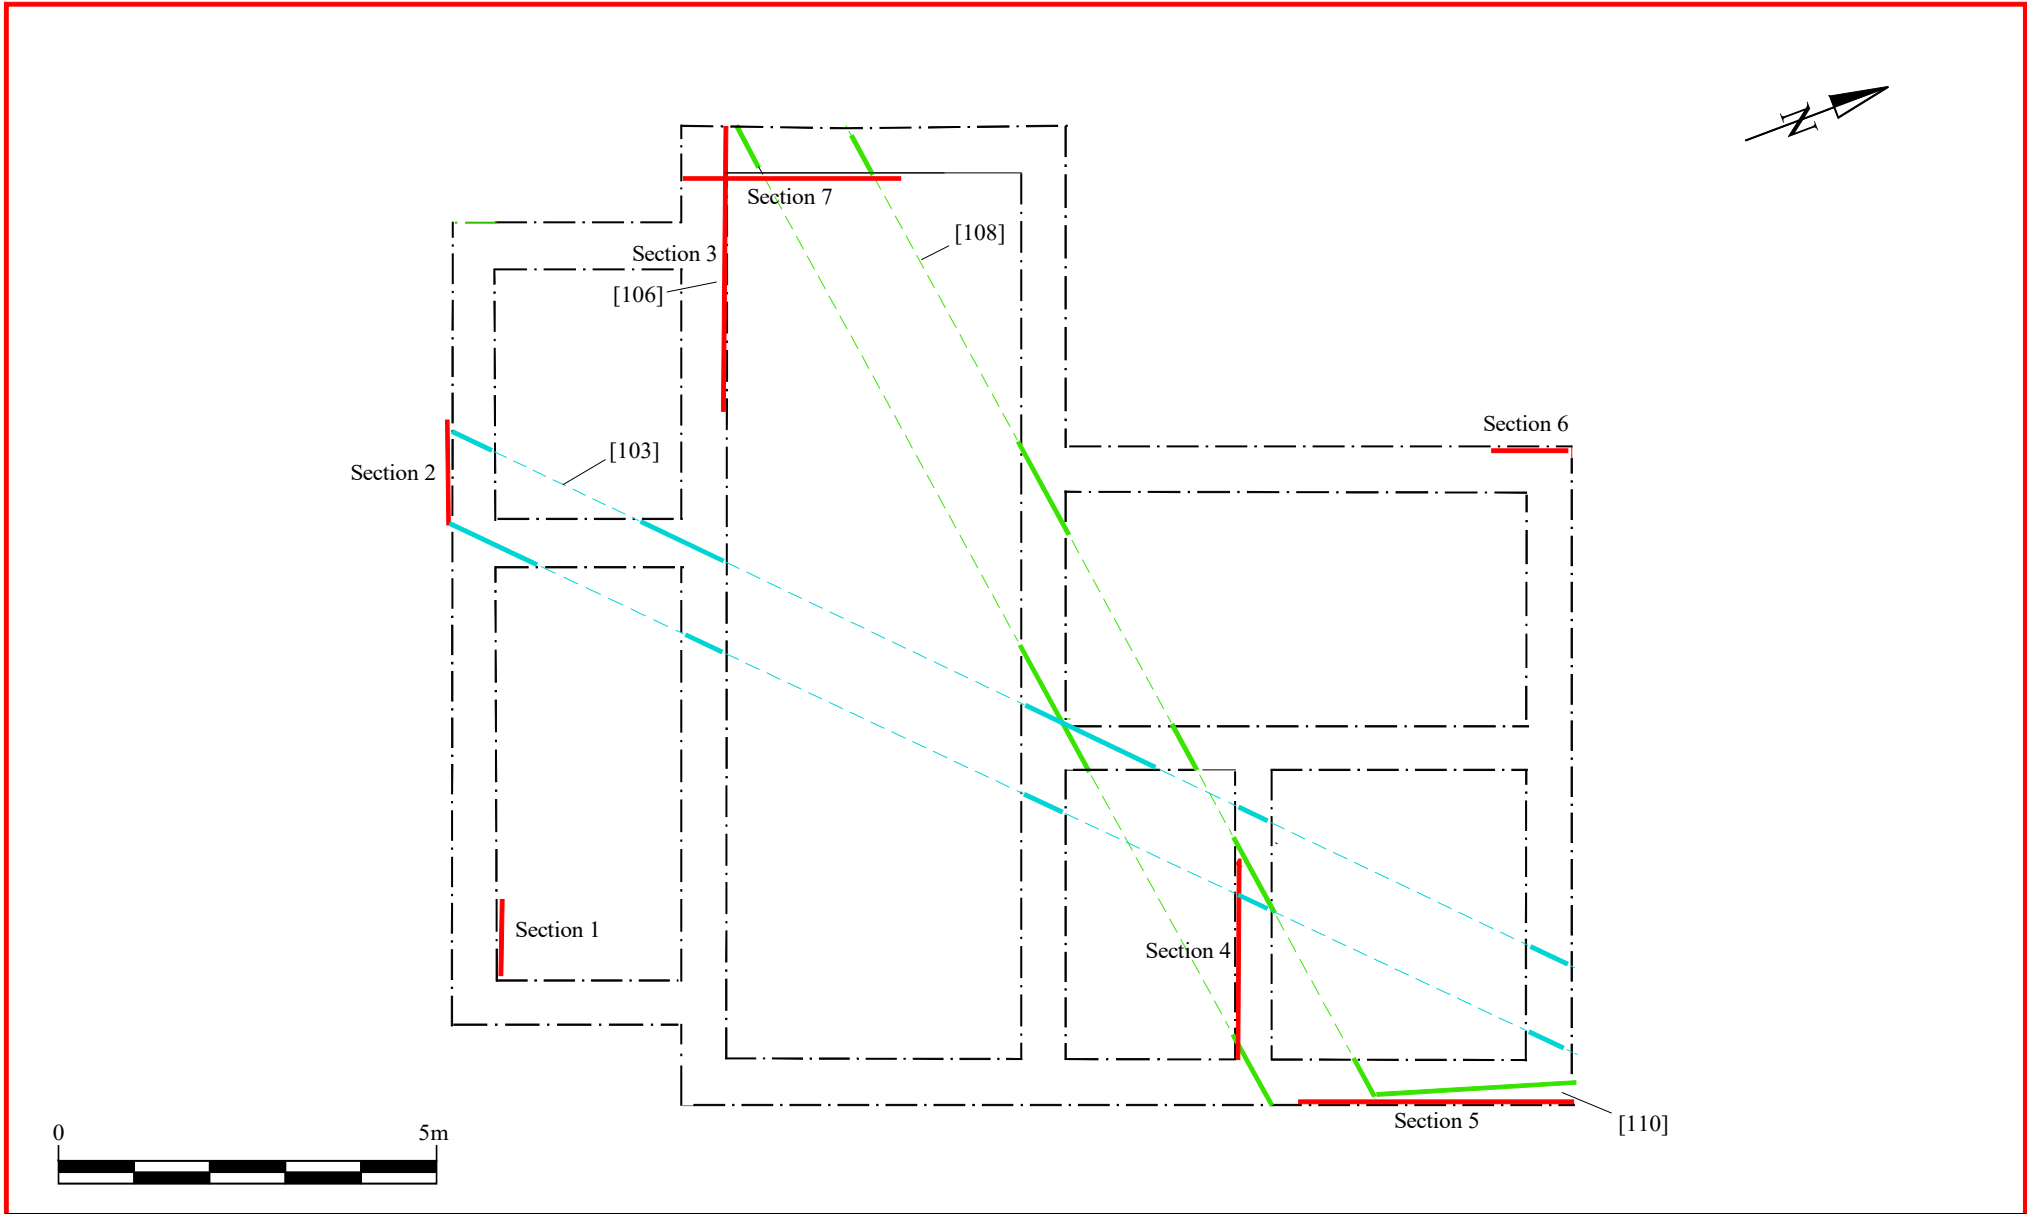 N
Section 7
[108]
Section 3
[106]
Section 6
[103]
Section 2
Section 1
Section 4
Section 5
[110]
0 5m